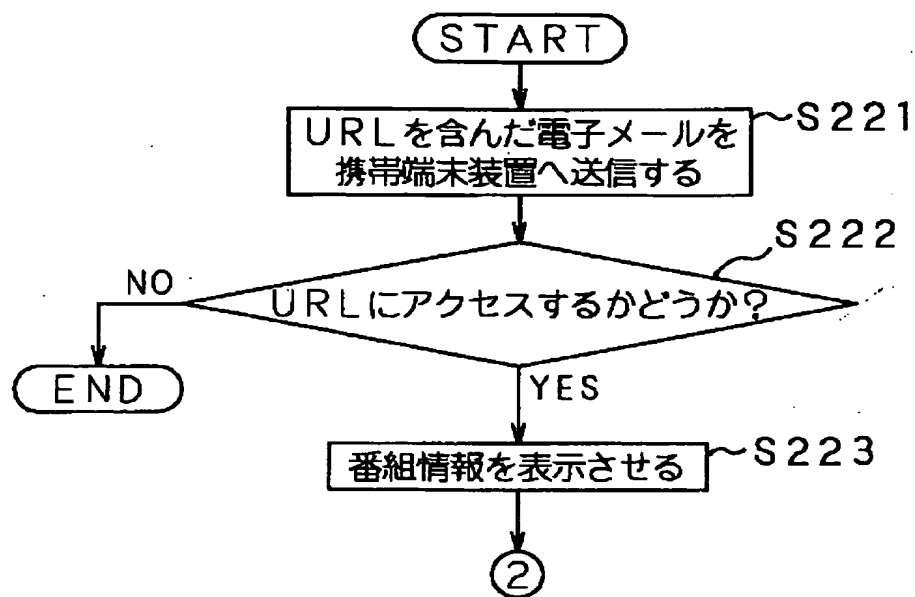 START
URLを含んだ電子メールを
携帯端末装置へ送信する
S221
S222
URLにアクセスするかどうか?
NO
END
YES
番組情報を表示させる
S223
2